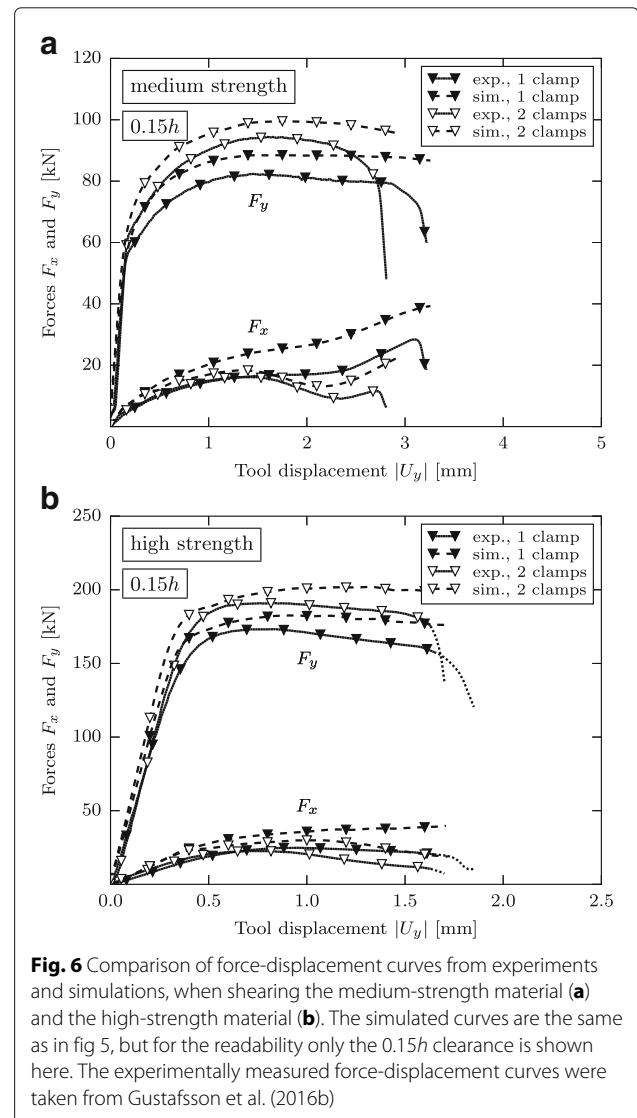 a
120
100
80
60
40
20
0
1
2
3
4
5
Forces Fx and Fy [kN]
Tool displacement |Uy| [mm]
medium strength
0.15h
exp., 1 clamp
sim., 1 clamp
exp., 2 clamps
sim., 2 clamps
Fy
Fx
b
250
200
150
100
50
0.0
0.5
1.0
1.5
2.0
2.5
Forces Fx and Fy [kN]
Tool displacement |Uy| [mm]
high strength
0.15h
exp., 1 clamp
sim., 1 clamp
exp., 2 clamps
sim., 2 clamps
Fy
Fx
Fig. 6 Comparison of force-displacement curves from experiments
and simulations, when shearing the medium-strength material (a)
and the high-strength material (b). The simulated curves are the same
as in fig 5, but for the readability only the 0.15h clearance is shown
here. The experimentally measured force-displacement curves were
taken from Gustafsson et al. (2016b)